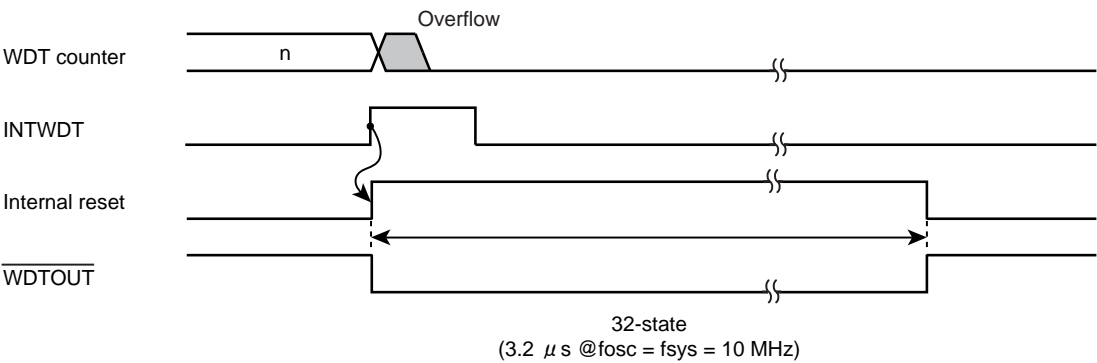 Overflow
WDT counter
n
INTWDT
Internal reset
WDTOUT
32-state
(3.2 μs @fosc = fsys = 10 MHz)